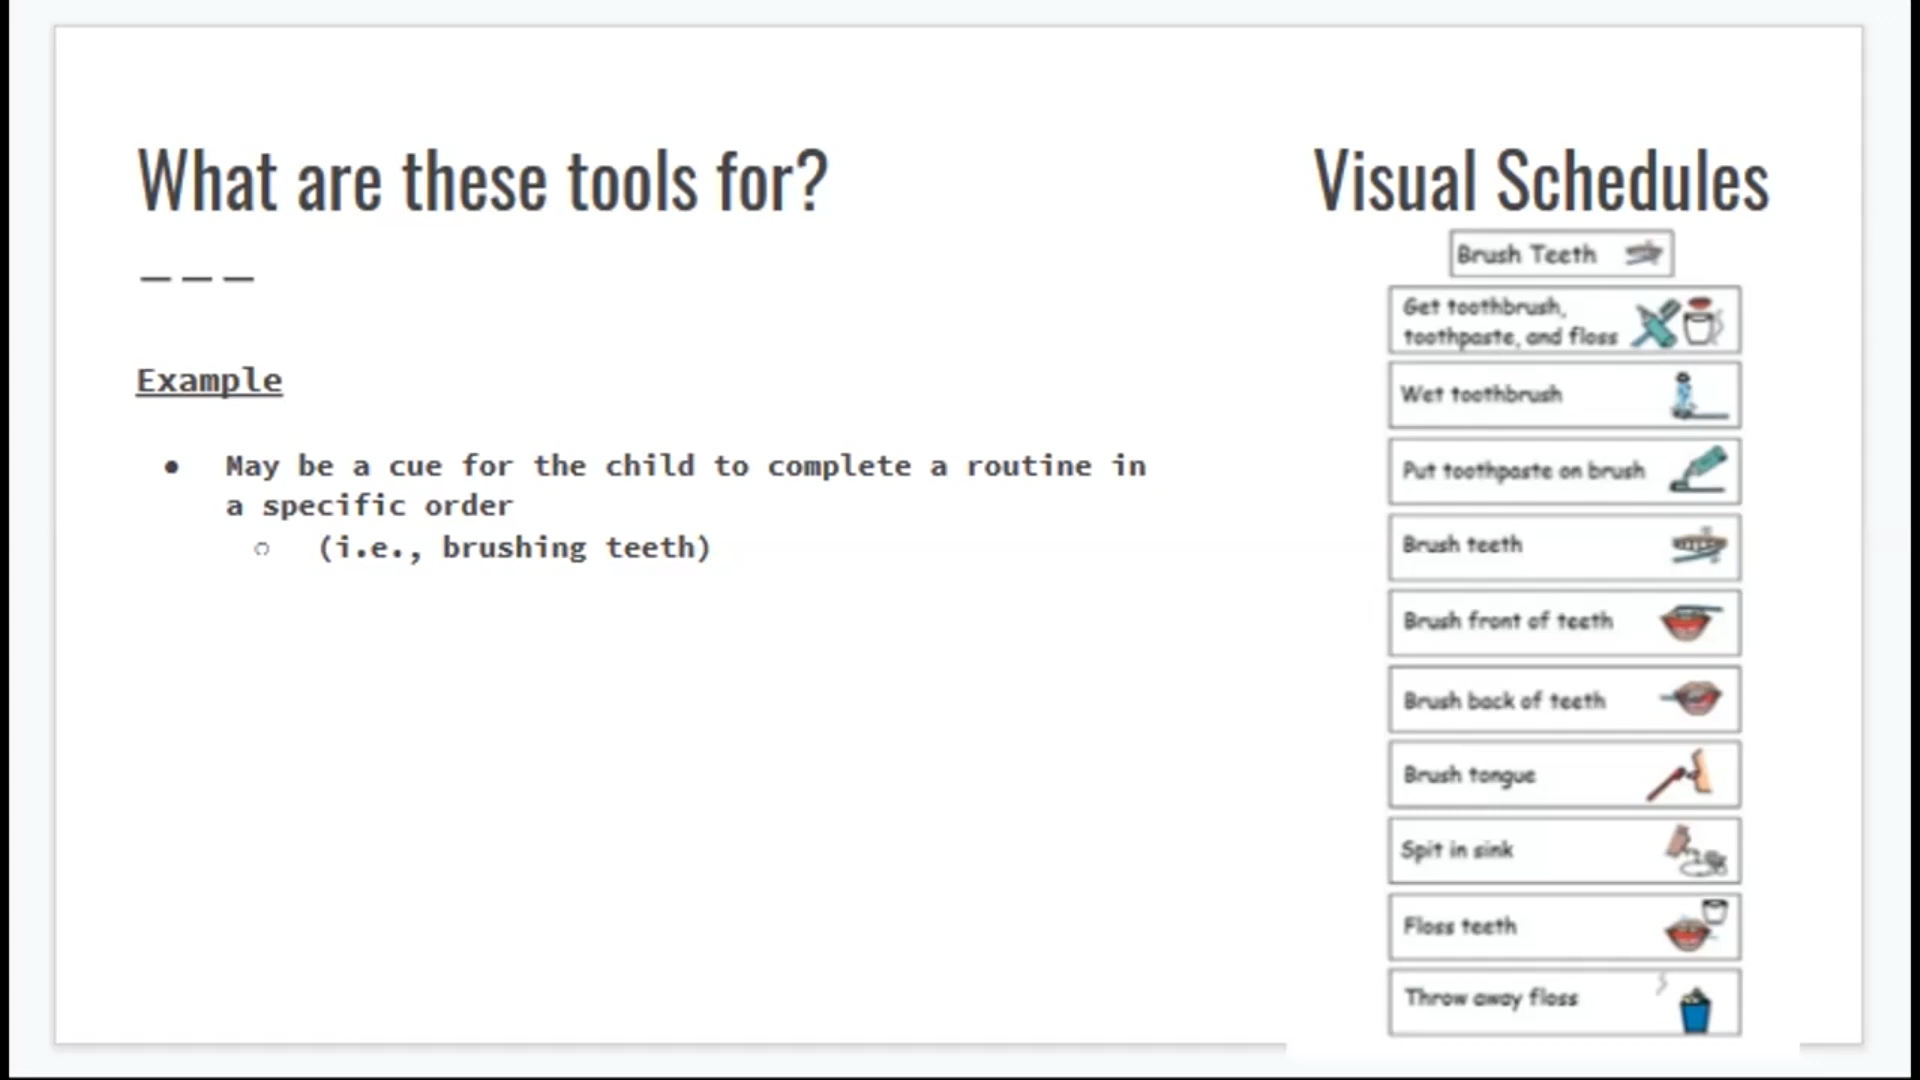 What are these tools for?
Visual Schedules
Example
● May be a cue for the child to complete a routine in
a specific order
○ (i.e., brushing teeth)
Brush Teeth
Get toothbrush,
toothpaste, and floss
Wet toothbrush
Put toothpaste on brush
Brush teeth
Brush front of teeth
Brush back of teeth
Brush tongue
Spit in sink
Floss teeth
Throw away floss